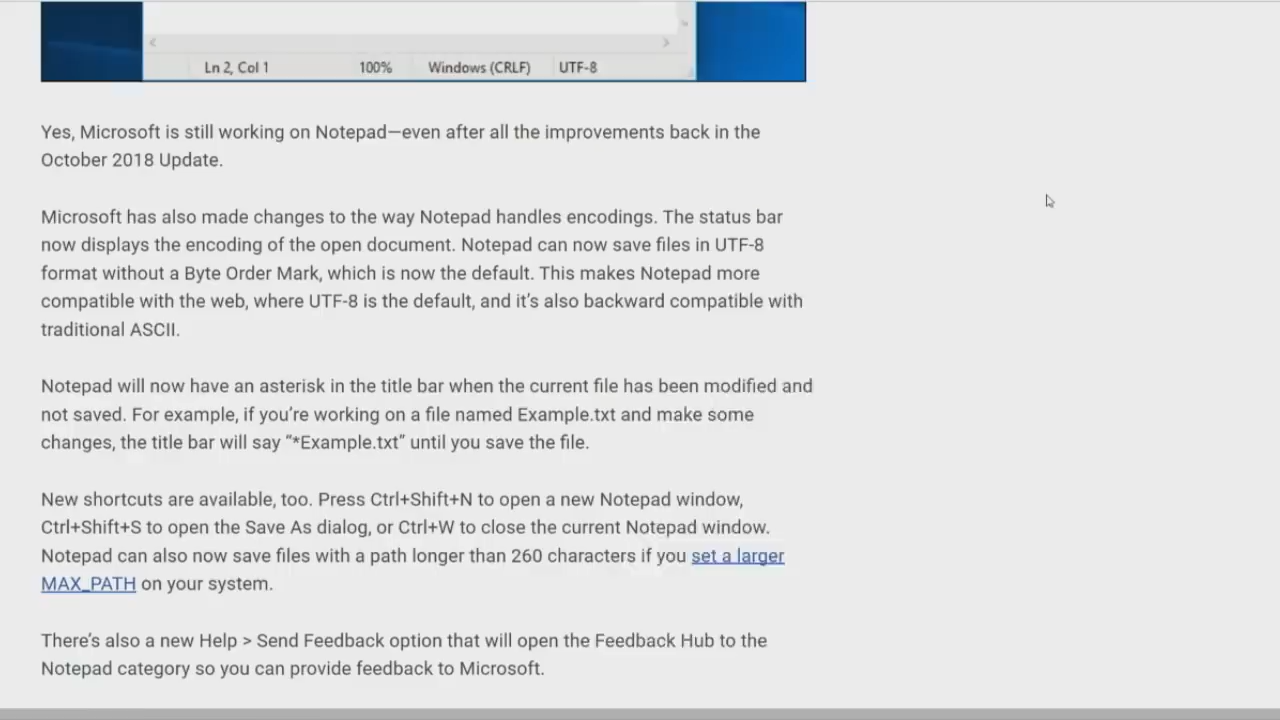 Ln 2, Col 1 100% Windows (CRLF) UTF-8
Yes, Microsoft is still working on Notepad—even after all the improvements back in the
October 2018 Update.
Microsoft has also made changes to the way Notepad handles encodings. The status bar
now displays the encoding of the open document. Notepad can now save files in UTF-8
format without a Byte Order Mark, which is now the default. This makes Notepad more
compatible with the web, where UTF-8 is the default, and it’s also backward compatible with
traditional ASCII.
Notepad will now have an asterisk in the title bar when the current file has been modified and
not saved. For example, if you’re working on a file named Example.txt and make some
changes, the title bar will say “*Example.txt” until you save the file.
New shortcuts are available, too. Press Ctrl+Shift+N to open a new Notepad window,
Ctrl+Shift+S to open the Save As dialog, or Ctrl+W to close the current Notepad window.
Notepad can also now save files with a path longer than 260 characters if you set a larger
MAX_PATH on your system.
There’s also a new Help > Send Feedback option that will open the Feedback Hub to the
Notepad category so you can provide feedback to Microsoft.